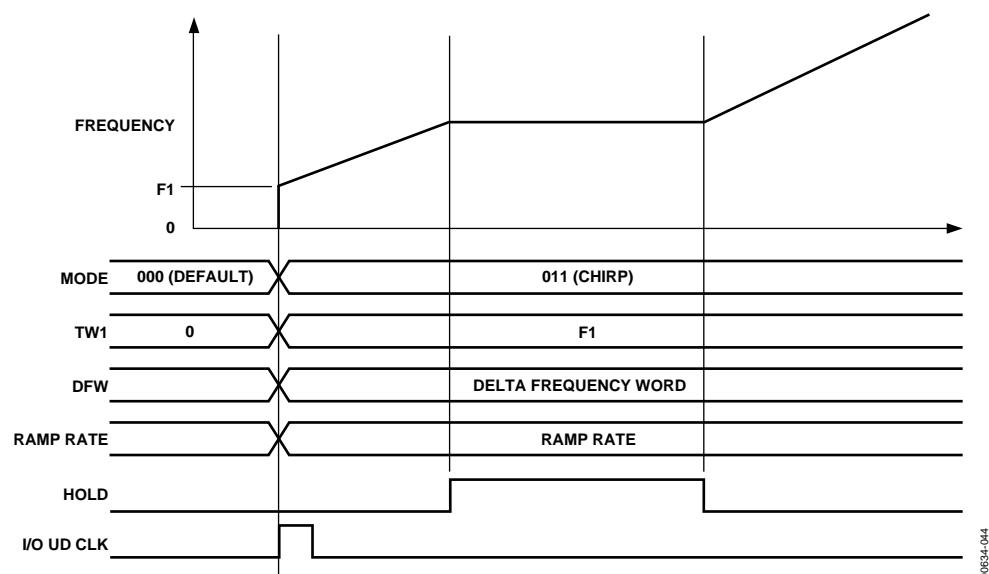 FREQUENCY
F1
0
MODE 000 (DEFAULT) 011 (CHIRP)
TW1 0 F1
DFW DELTA FREQUENCY WORD
RAMP RATE RAMP RATE
HOLD
I/O UD CLK
00634-044